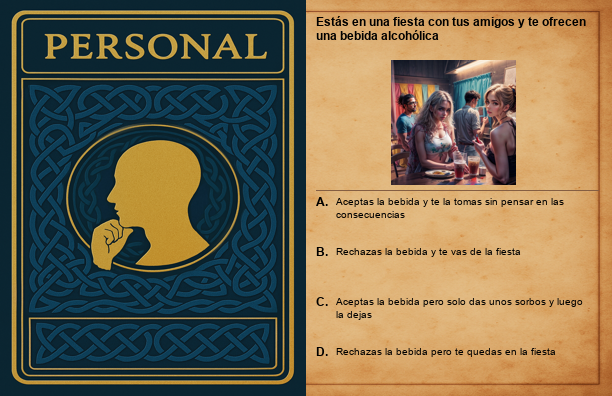 PERSONAL
Estás en una fiesta con tus amigos y te ofrecen
una bebida alcohólica
A. Aceptas la bebida y te la tomas sin pensar en las
consecuencias
B. Rechazas la bebida y te vas de la fiesta
C. Aceptas la bebida pero solo das unos sorbos y luego
la dejas
D. Rechazas la bebida pero te quedas en la fiesta